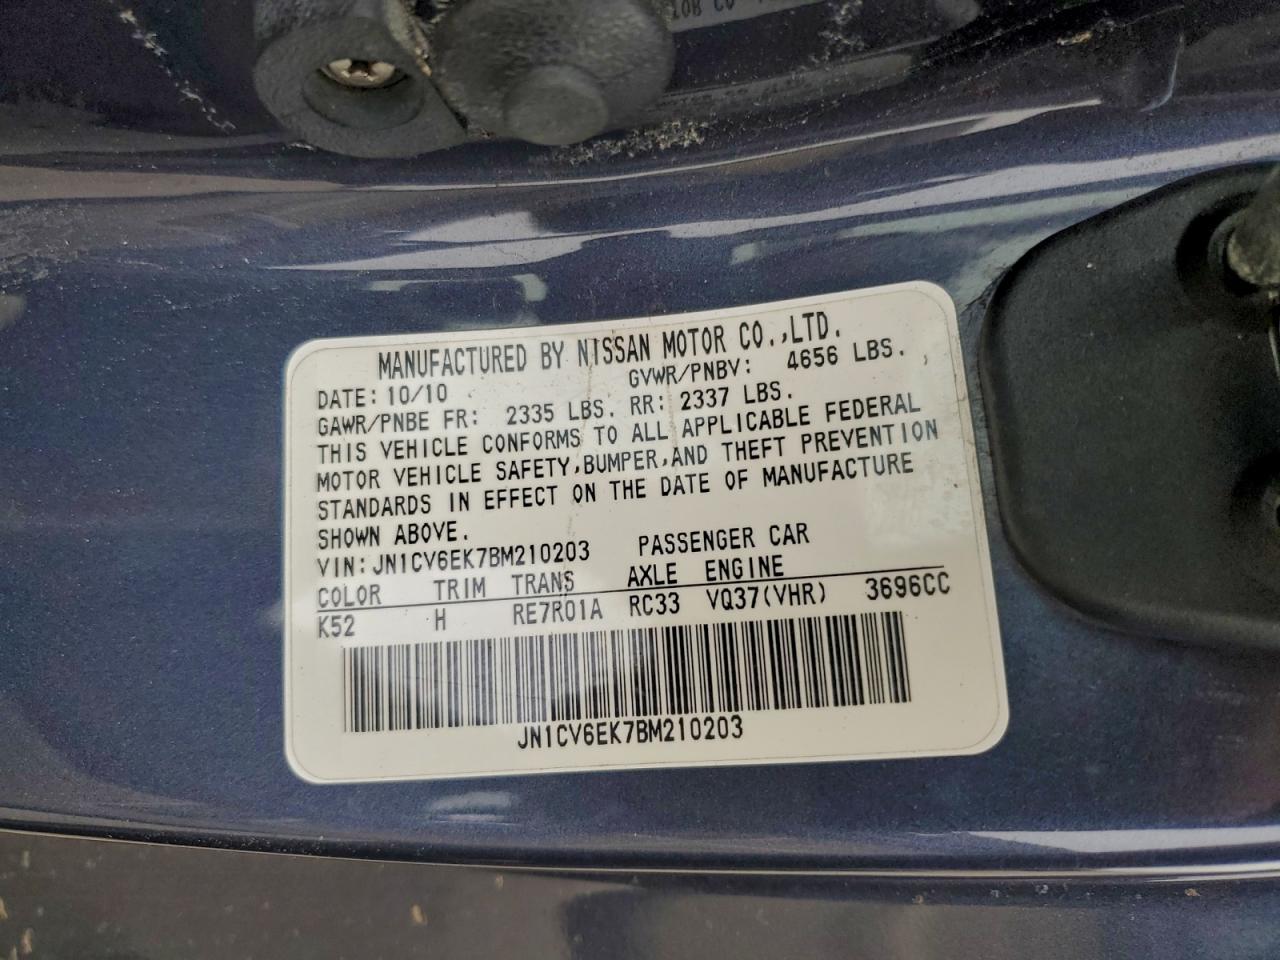 MANUFACTURED BY NISSAN MOTOR CO.,LTD.
DATE: 10/10 GVWR/PNBV: 4656 LBS.
GAWR/PNBE FR: 2335 LBS. RR: 2337 LBS.
THIS VEHICLE CONFORMS TO ALL APPLICABLE FEDERAL
MOTOR VEHICLE SAFETY,BUMPER,AND THEFT PREVENTION
STANDARDS IN EFFECT ON THE DATE OF MANUFACTURE
SHOWN ABOVE.
VIN: JN1CV6EK7BM210203 PASSENGER CAR
COLOR TRIM TRANS AXLE ENGINE
K52 H RE7R01A RC33 VQ37(VHR) 3696CC
JN1CV6EK7BM210203